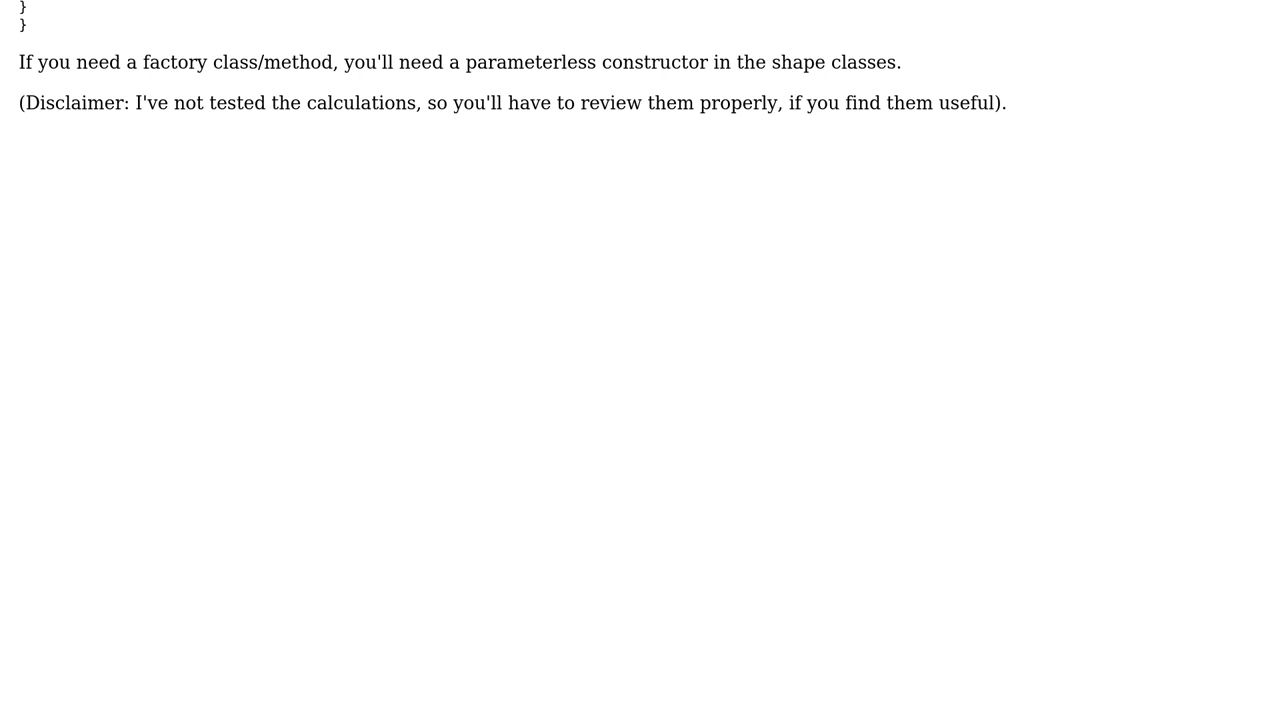 }
}
If you need a factory class/method, you'll need a parameterless constructor in the shape classes.
(Disclaimer: I've not tested the calculations, so you'll have to review them properly, if you find them useful).